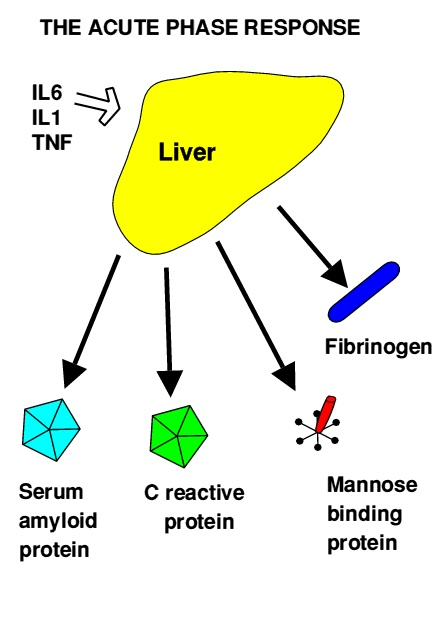 THE ACUTE PHASE RESPONSE
IL6
IL1
TNF
Liver
Fibrinogen
Serum
amyloid
protein
C reactive
protein
Mannose
binding
protein